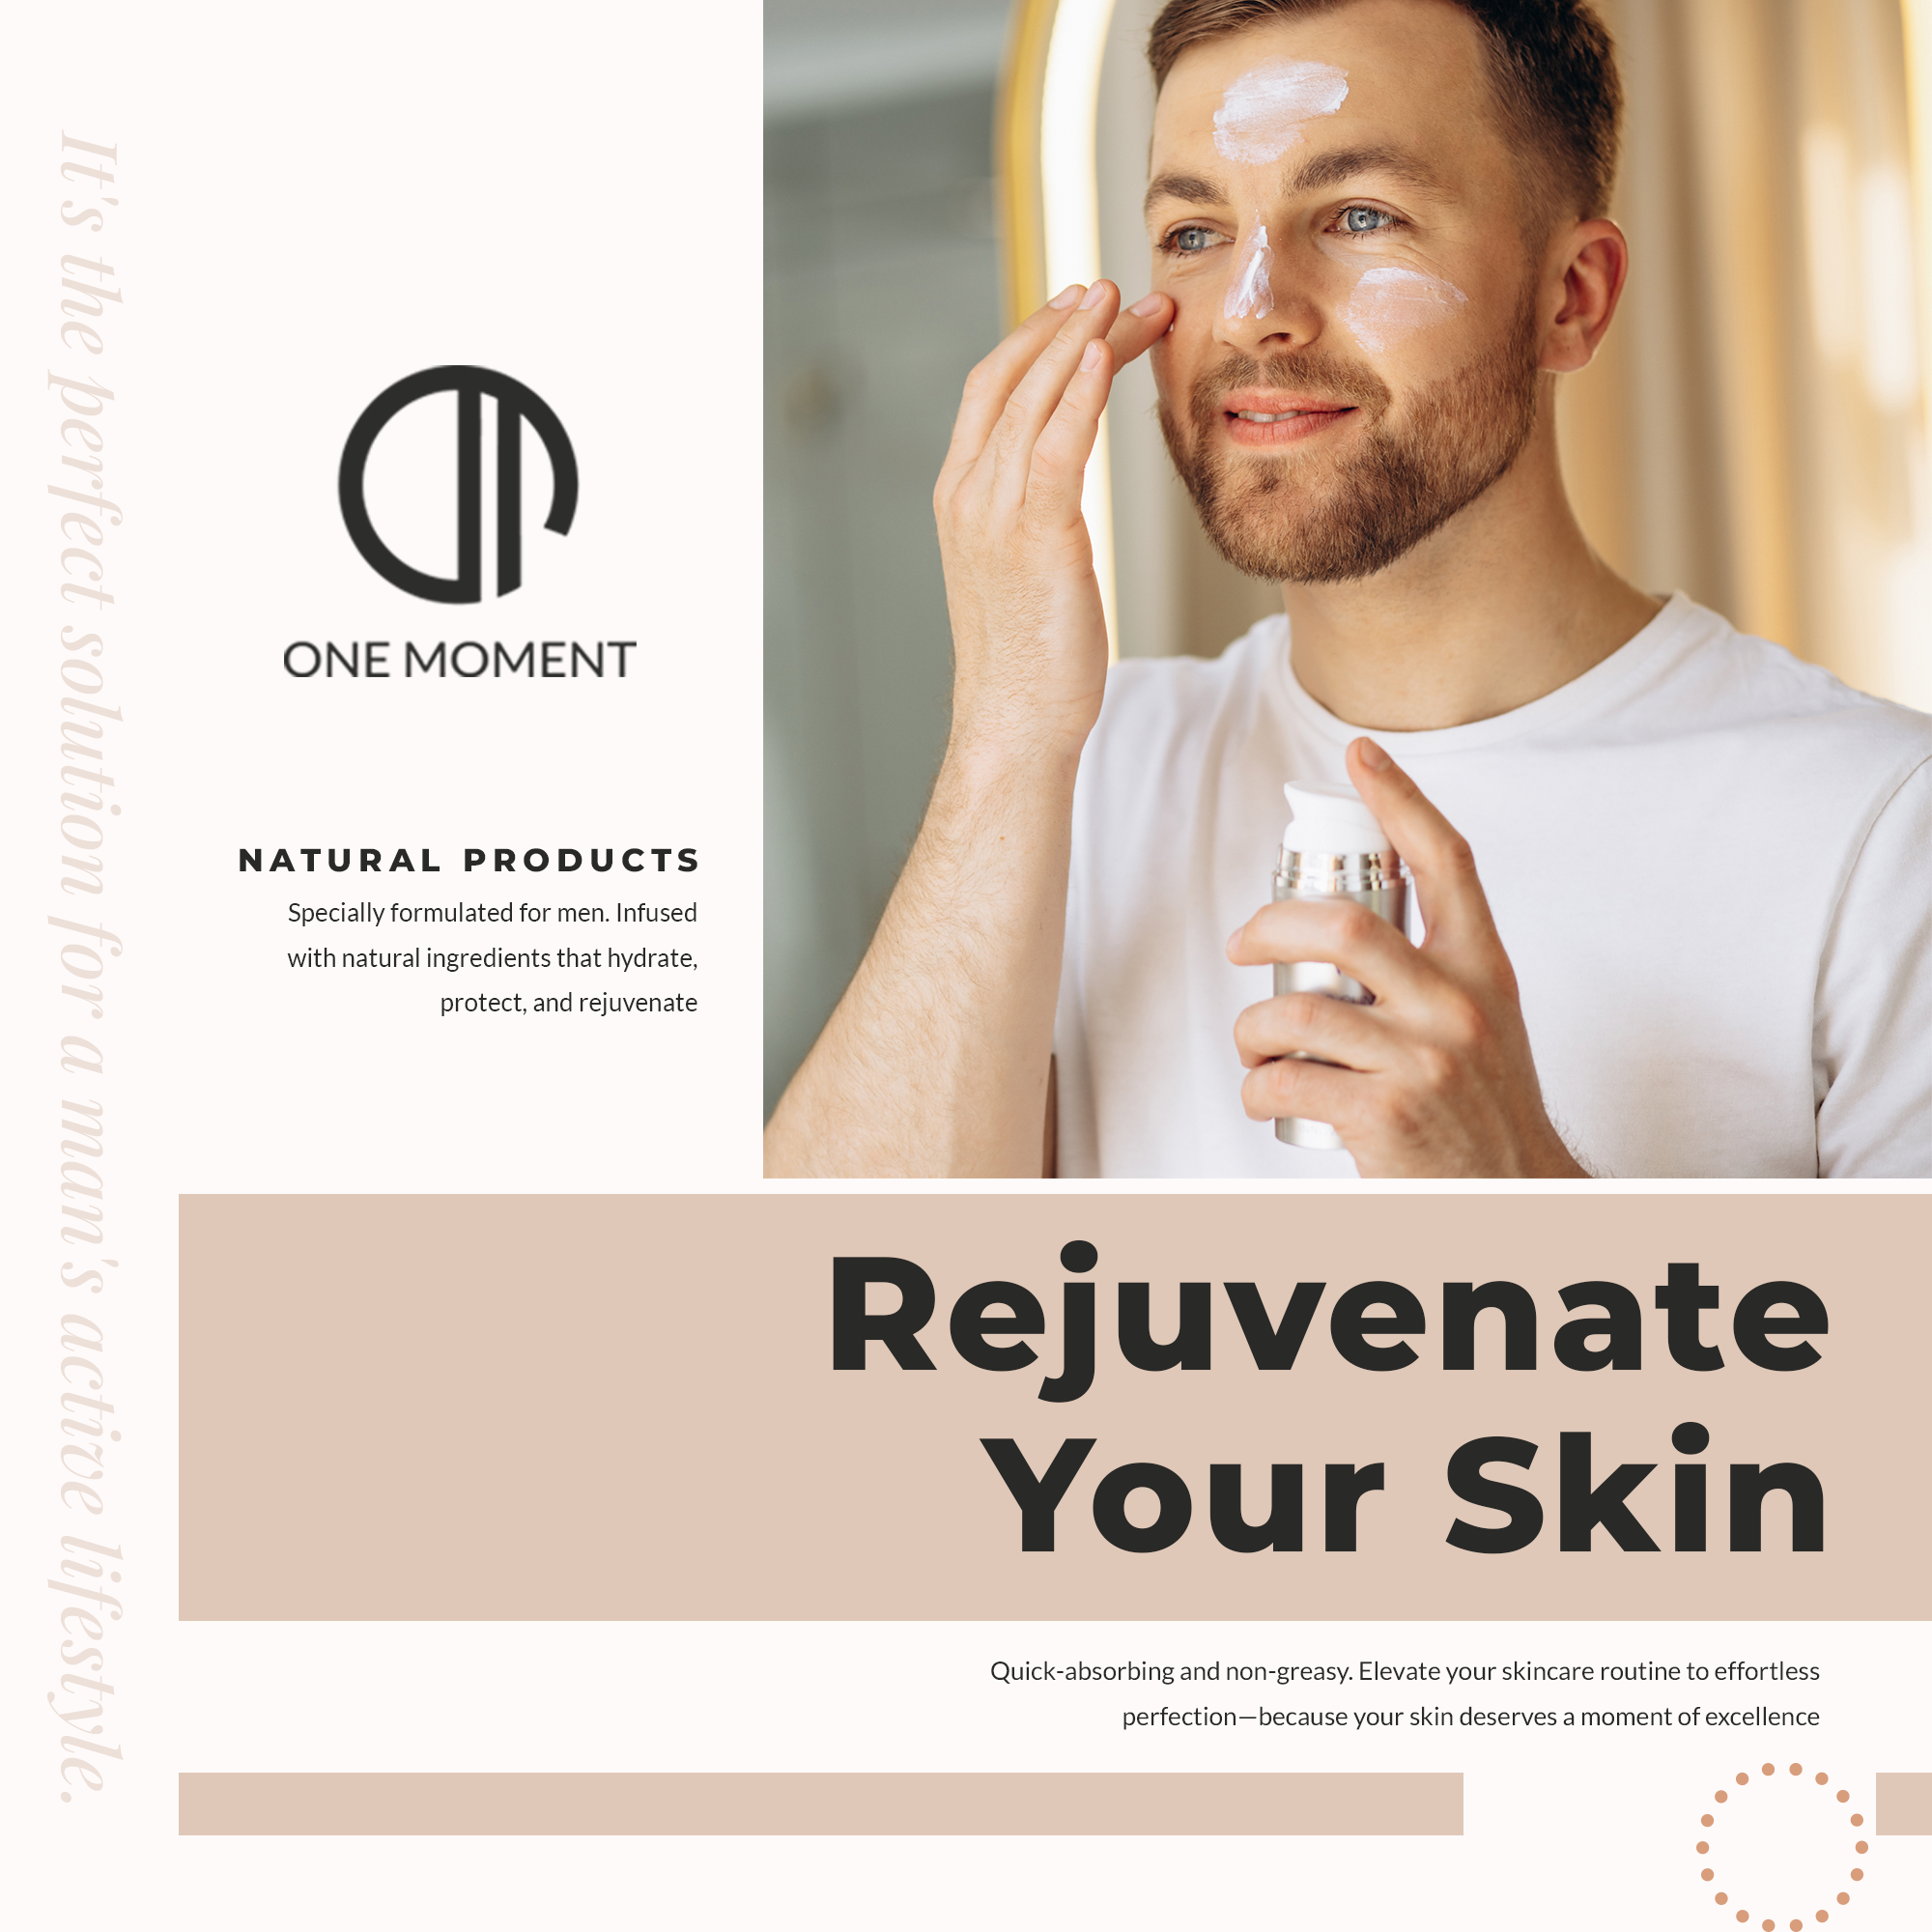 It's the perfect solution for a man's active lifestyle.
ONE MOMENT
NATURAL PRODUCTS
Specially formulated for men. Infused
with natural ingredients that hydrate,
protect, and rejuvenate
Rejuvenate
Your Skin
Quick-absorbing and non-greasy. Elevate your skincare routine to effortless
perfection—because your skin deserves a moment of excellence